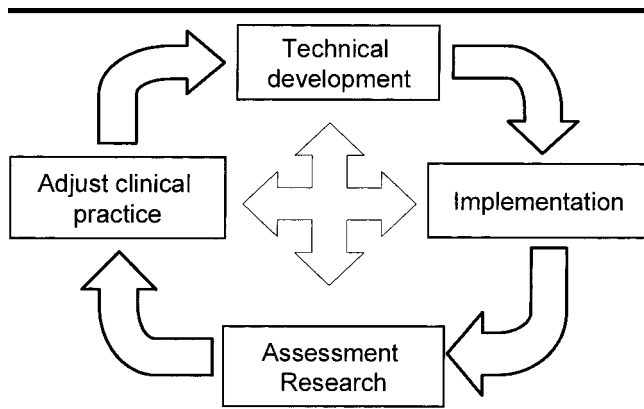 Technical
development
Adjust clinical
practice
Implementation
Assessment
Research